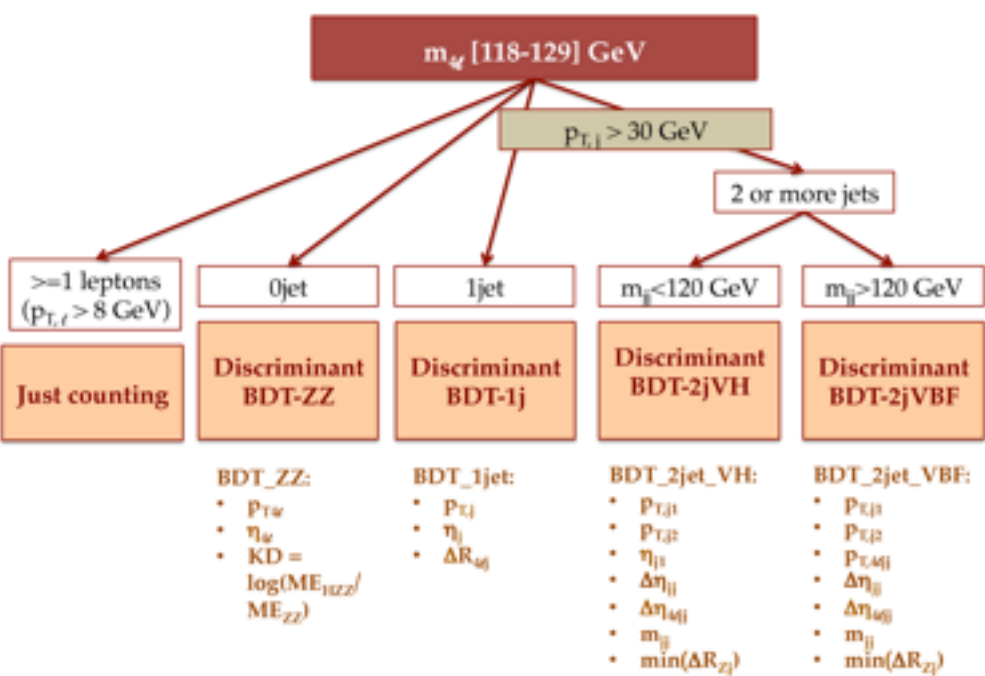 m4ℓ [118-129] GeV
pT, j > 30 GeV
2 or more jets
>=1 leptons
(pT, ℓ > 8 GeV)
0jet
1jet
mjj<120 GeV
mjj>120 GeV
Just counting
Discriminant
BDT-ZZ
Discriminant
BDT-1j
Discriminant
BDT-2jVH
Discriminant
BDT-2jVBF
BDT_ZZ:
• pT4ℓ
• η4ℓ
• KD =
log(MEHZZ/
MEZZ)
BDT_1jet:
• pT,j
• ηj
• ΔR4ℓj
BDT_2jet_VH:
• pT,j1
• pT,j2
• ηj1
• Δηjj
• Δη4ℓjj
• mjj
• min(ΔRZj)
BDT_2jet_VBF:
• pT,j1
• pT,j2
• pT,4ℓjj
• Δηjj
• Δη4ℓjj
• mjj
• min(ΔRZj)